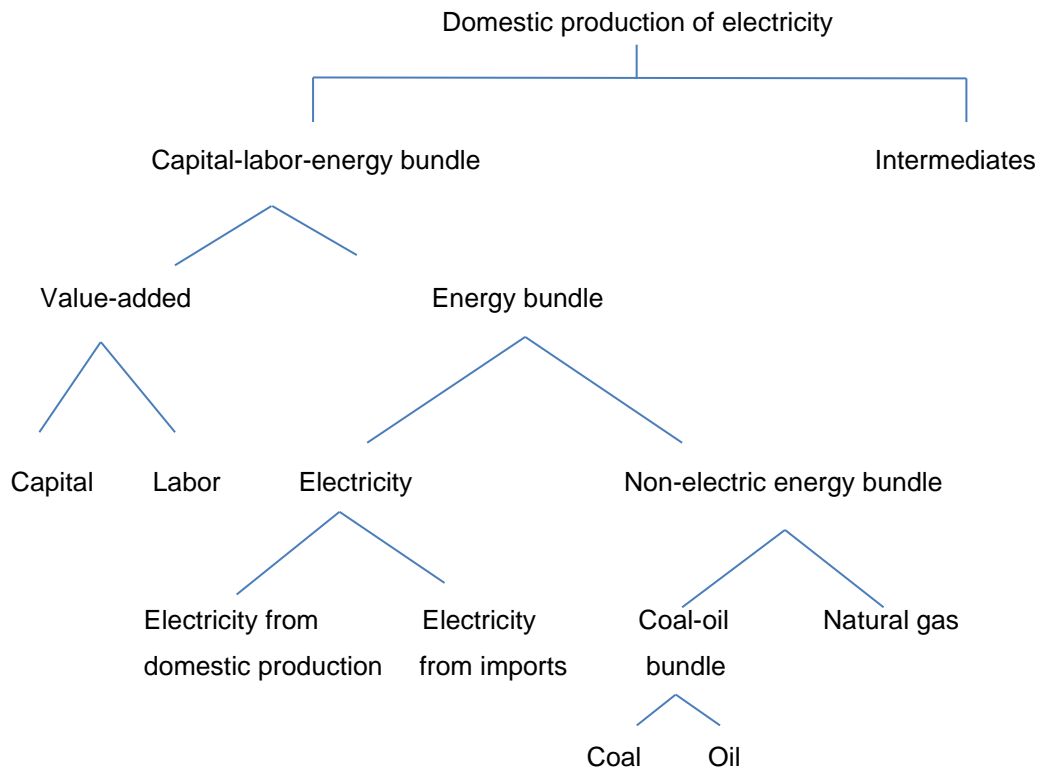 Domestic production of electricity
Capital-labor-energy bundle
Intermediates
Value-added
Energy bundle
Capital
Labor
Electricity
Non-electric energy bundle
Electricity from
domestic production
Electricity
from imports
Coal-oil
bundle
Natural gas
Coal
Oil